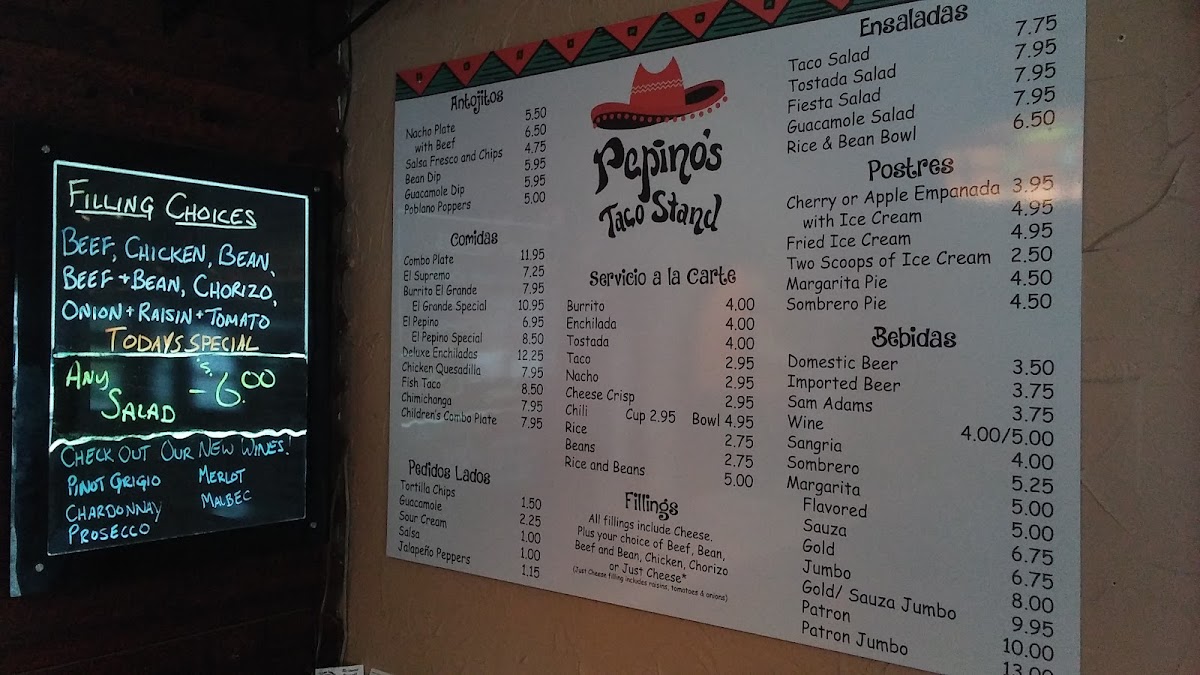 FILLING CHOICES
BEEF, CHICKEN, BEAN,
BEEF + BEAN, CHORIZO,
ONION + RAISIN + TOMATO
TODAYS SPECIAL'S
ANY SALAD - 6.00
CHECK OUT OUR NEW WINES!
PINOT GRIGIO MERLOT
CHARDONNAY MALBEC
PROSECCO
Antojitos
Nacho Plate 5.50
with Beef 6.50
Salsa Fresco and Chips 4.75
Bean Dip 5.95
Guacamole Dip 5.95
Poblano Poppers 5.00
Comidas
Combo Plate 11.95
El Supremo 7.25
Burrito El Grande 7.95
El Grande Special 10.95
El Pepino 6.95
El Pepino Special 8.50
Deluxe Enchiladas 12.25
Chicken Quesadilla 7.95
Fish Taco 8.50
Chimichanga 7.95
Children's Combo Plate 7.95
Pedidos Lados
Tortilla Chips 1.50
Guacamole 2.25
Sour Cream 1.00
Salsa 1.00
Jalapeño Peppers 1.15
Pepino's
Taco Stand
Servicio a la Carte
Burrito 4.00
Enchilada 4.00
Tostada 4.00
Taco 2.95
Nacho 2.95
Cheese Crisp 2.95
Chili Cup 2.95 Bowl 4.95
Rice 2.75
Beans 2.75
Rice and Beans 5.00
Fillings
All fillings include Cheese.
Plus your choice of Beef, Bean,
Beef and Bean, Chicken, Chorizo
or Just Cheese*
(Just Cheese filling includes raisins, tomatoes & onions)
Ensaladas
Taco Salad 7.75
Tostada Salad 7.95
Fiesta Salad 7.95
Guacamole Salad 7.95
Rice & Bean Bowl 6.50
Postres
Cherry or Apple Empanada 3.95
with Ice Cream 4.95
Fried Ice Cream 4.95
Two Scoops of Ice Cream 2.50
Margarita Pie 4.50
Sombrero Pie 4.50
Bebidas
Domestic Beer 3.50
Imported Beer 3.75
Sam Adams 3.75
Wine 4.00/5.00
Sangria 4.00
Sombrero 5.25
Margarita 5.00
Flavored 5.00
Sauza 6.75
Gold 6.75
Jumbo 8.00
Gold/ Sauza Jumbo 9.95
Patron 10.00
Patron Jumbo 13.00